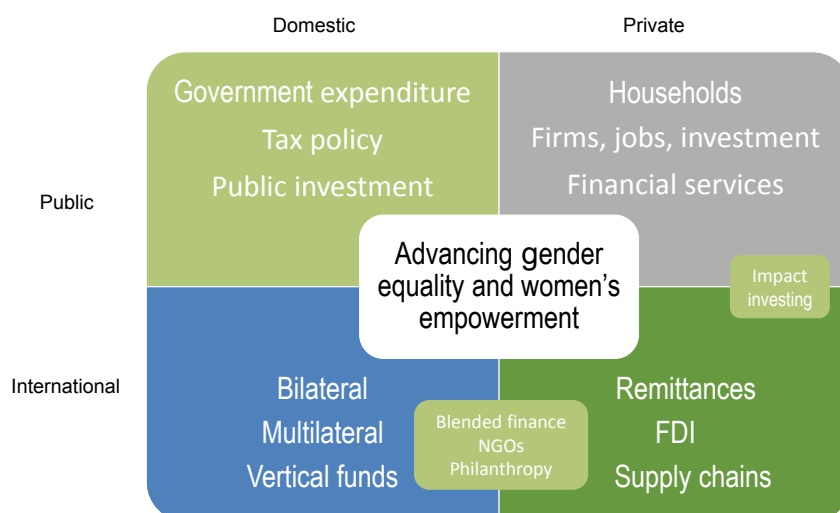 Domestic
Private
Public
Government expenditure
Tax policy
Public investment
Households
Firms, jobs, investment
Financial services
Advancing gender
equality and women's
empowerment
Impact
investing
International
Bilateral
Multilateral
Vertical funds
Blended finance
NGOs
Philanthropy
Remittances
FDI
Supply chains